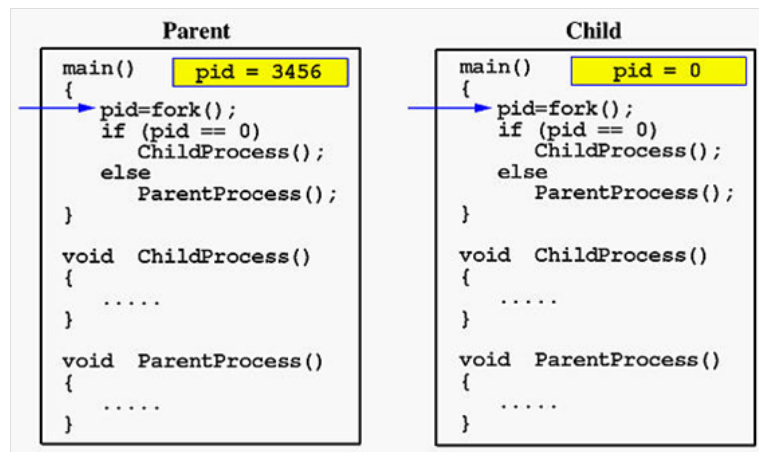 Parent
main() pid = 3456
{
pid=fork();
if (pid == 0)
ChildProcess();
else
ParentProcess();
}
void ChildProcess()
{
.....
}
void ParentProcess()
{
.....
}
Child
main() pid = 0
{
pid=fork();
if (pid == 0)
ChildProcess();
else
ParentProcess();
}
void ChildProcess()
{
.....
}
void ParentProcess()
{
.....
}